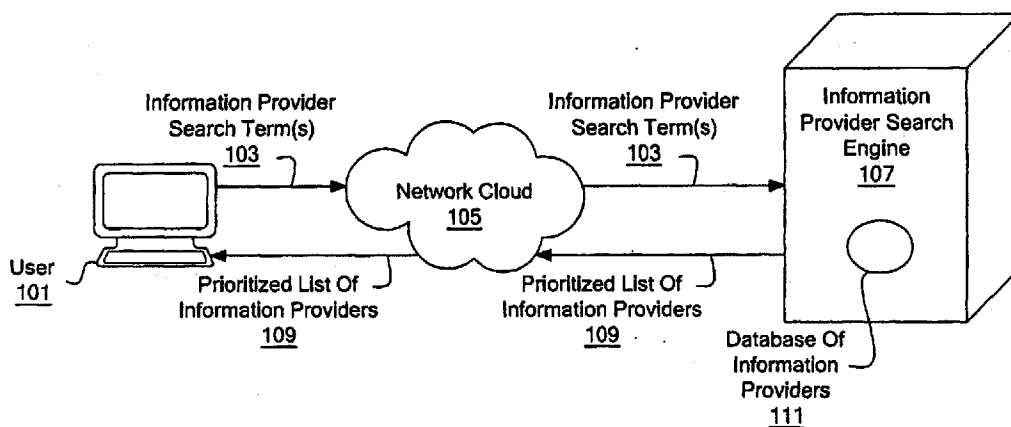 Information Provider
Search Term(s)
103
Information Provider
Search Term(s)
103
Information
Provider Search
Engine
107
Network Cloud
105
User
101
Prioritized List Of
Information Providers
109
Prioritized List Of
Information Providers
109
Database Of
Information
Providers
111